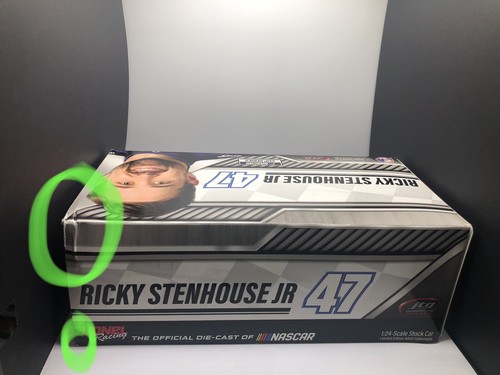 47
RICKY STENHOUSE JR
RICKY STENHOUSE JR 47
Racing THE OFFICIAL DIE-CAST OF NASCAR
jtg
1:24-Scale Stock Car